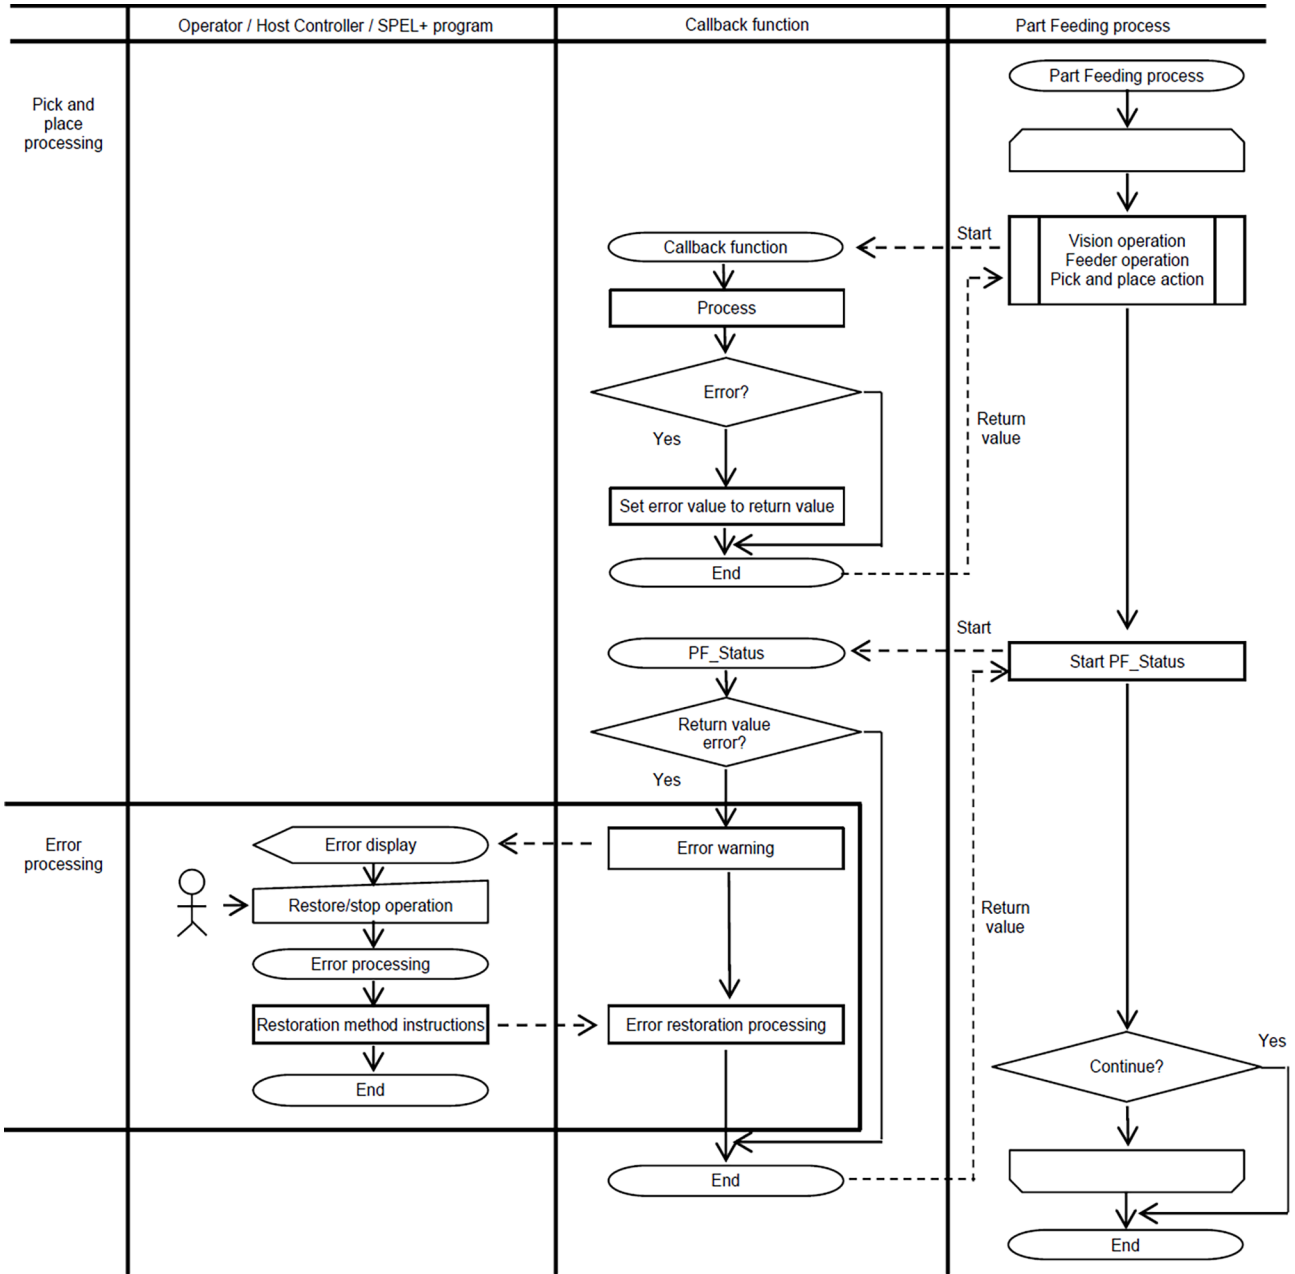 Operator / Host Controller / SPEL+ program
Callback function
Part Feeding process
Pick and
place
processing
Part Feeding process
Start
Vision operation
Feeder operation
Pick and place action
Callback function
Process
Error?
Yes
Return
value
Set error value to return value
End
Start
PF_Status
Start PF_Status
Return value
error?
Yes
Error
processing
Error display
Error warning
Restore/stop operation
Return
value
Error processing
Restoration method instructions
Error restoration processing
Yes
Continue?
End
End
End